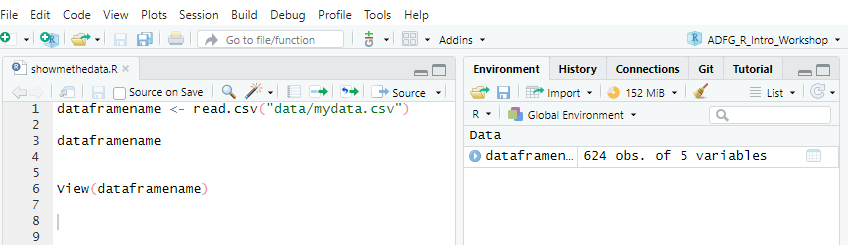 File Edit Code View Plots Session Build Debug Profile Tools Help
Go to file/function Addins ADFG_R_Intro_Workshop
showmethedata.R
Source on Save Source
1 dataframename <- read.csv("data/mydata.csv")
2
3 dataframename
4
5
6 View(dataframename)
7
8
9
Environment History Connections Git Tutorial
Import 152 MiB List
R Global Environment
Data
dataframen... 624 obs. of 5 variables